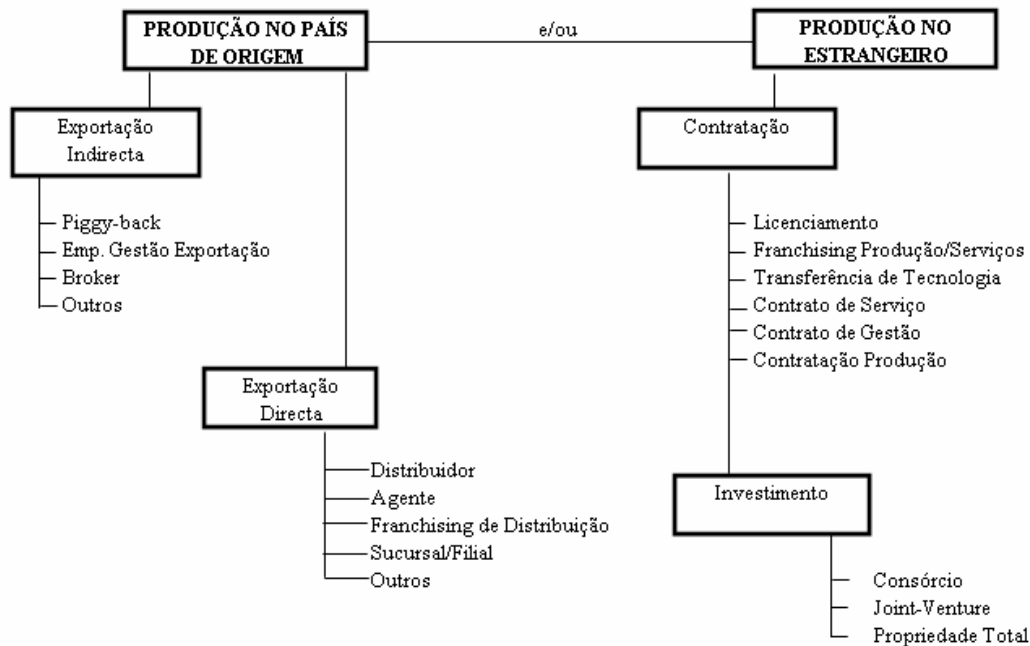 PRODUÇÃO NO PAÍS
DE ORIGEM
e/ou
PRODUÇÃO NO
ESTRANGEIRO
Exportação
Indirecta
Piggy-back
Emp. Gestão Exportação
Broker
Outros
Exportação
Directa
Distribuidor
Agente
Franchising de Distribuição
Sucursal/Filial
Outros
Contratação
Licenciamento
Franchising Produção/Serviços
Transferência de Tecnologia
Contrato de Serviço
Contrato de Gestão
Contratação Produção
Investimento
Consórcio
Joint-Venture
Propriedade Total